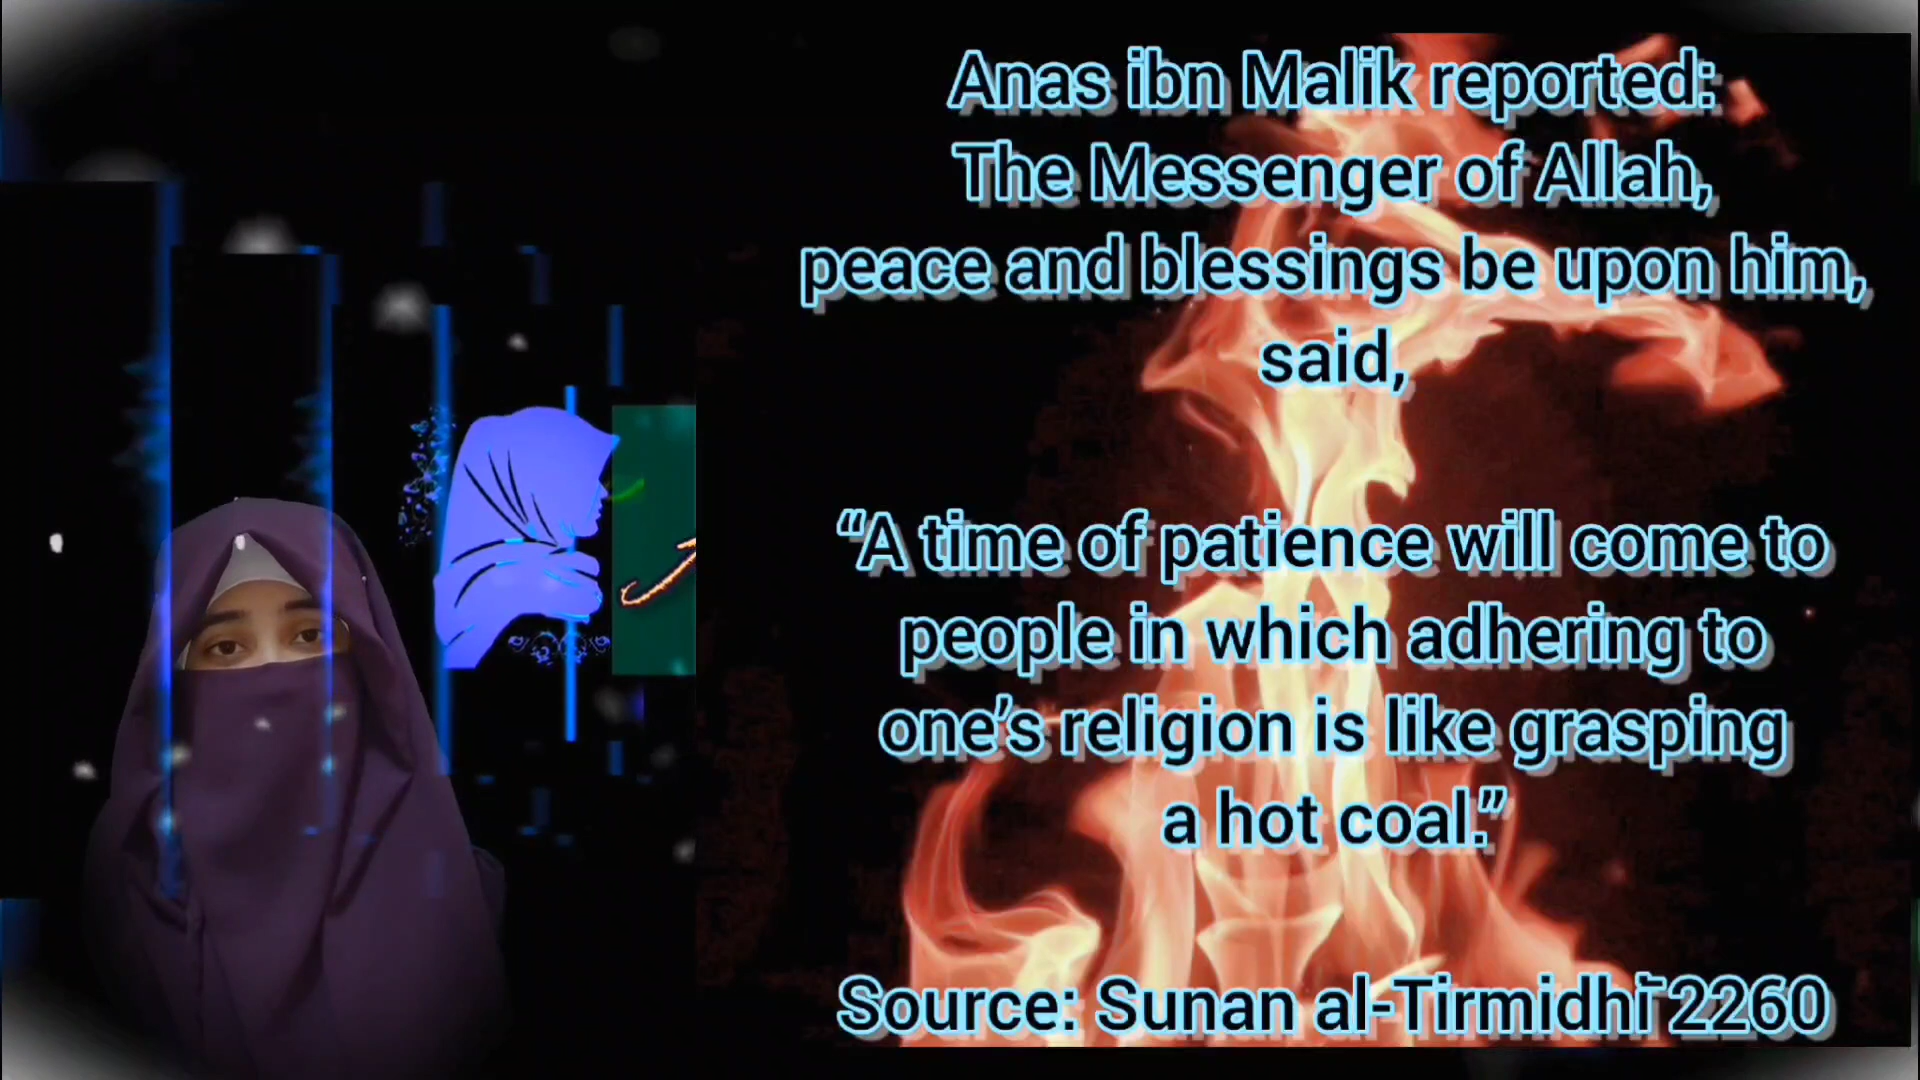 Anas ibn Malik reported:
The Messenger of Allah,
peace and blessings be upon him,
said,
“A time of patience will come to
people in which adhering to
one’s religion is like grasping
a hot coal.”
Source: Sunan al-Tirmidhī 2260